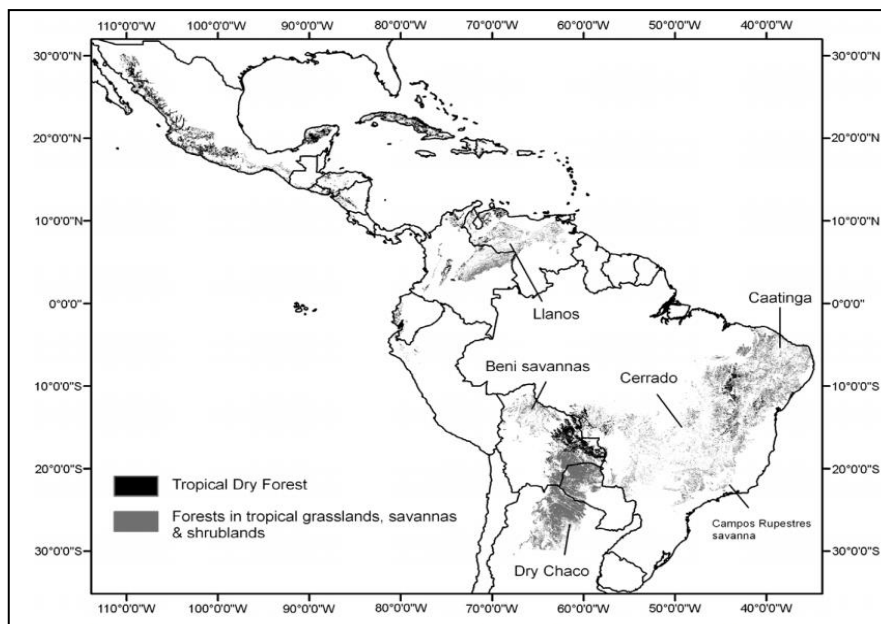 110°0'0"W 100°0'0"W 90°0'0"W 80°0'0"W 70°0'0"W 60°0'0"W 50°0'0"W 40°0'0"W
30°0'0"N 30°0'0"N
20°0'0"N 20°0'0"N
10°0'0"N 10°0'0"N
0°0'0"N 0°0'0"N
Caatinga
Llanos
Beni savannas
Cerrado
10°0'0"S 10°0'0"S
20°0'0"S 20°0'0"S
Tropical Dry Forest
Forests in tropical grasslands, savannas
& shrublands
Campos Rupestres
savanna
30°0'0"S 30°0'0"S
Dry Chaco
110°0'0"W 100°0'0"W 90°0'0"W 80°0'0"W 70°0'0"W 60°0'0"W 50°0'0"W 40°0'0"W